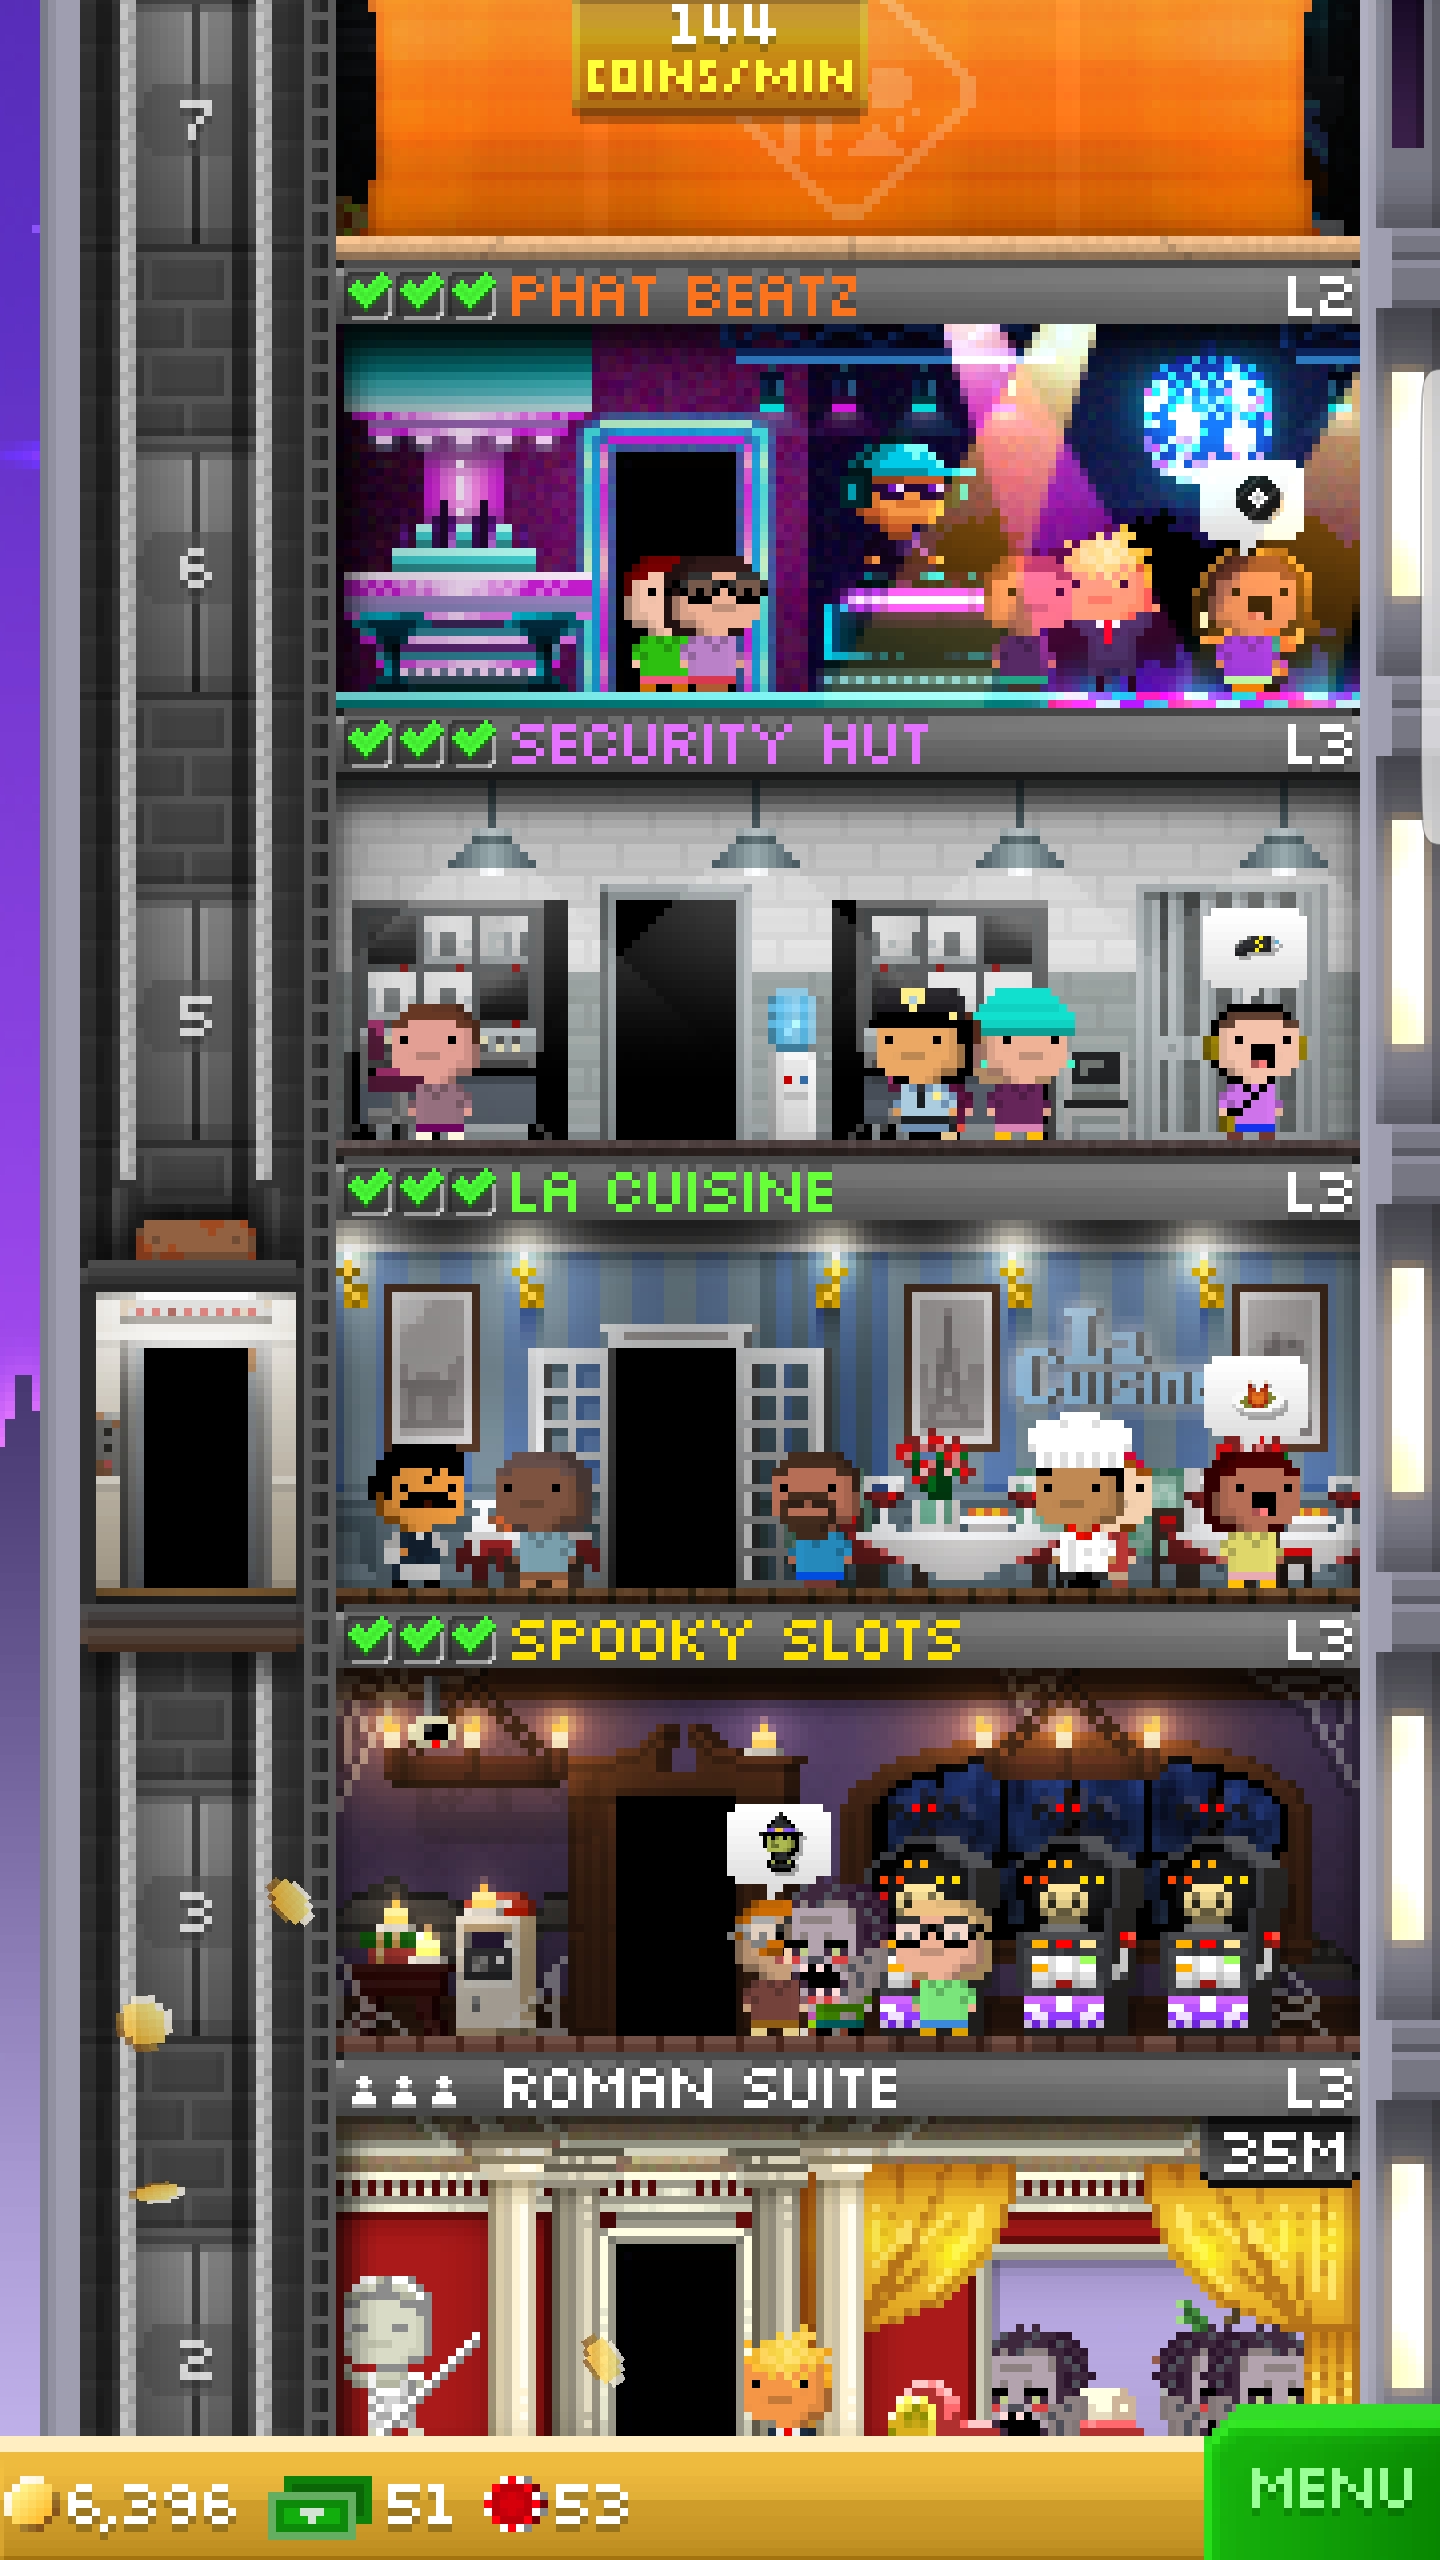 144
COINS/MIN
7
PHAT BEATZ L2
6
SECURITY HUT L3
5
LA CUISINE L3
La
Cuisine
SPOOKY SLOTS L3
3
ROMAN SUITE L3
35M
2
6,396 51 53
MENU